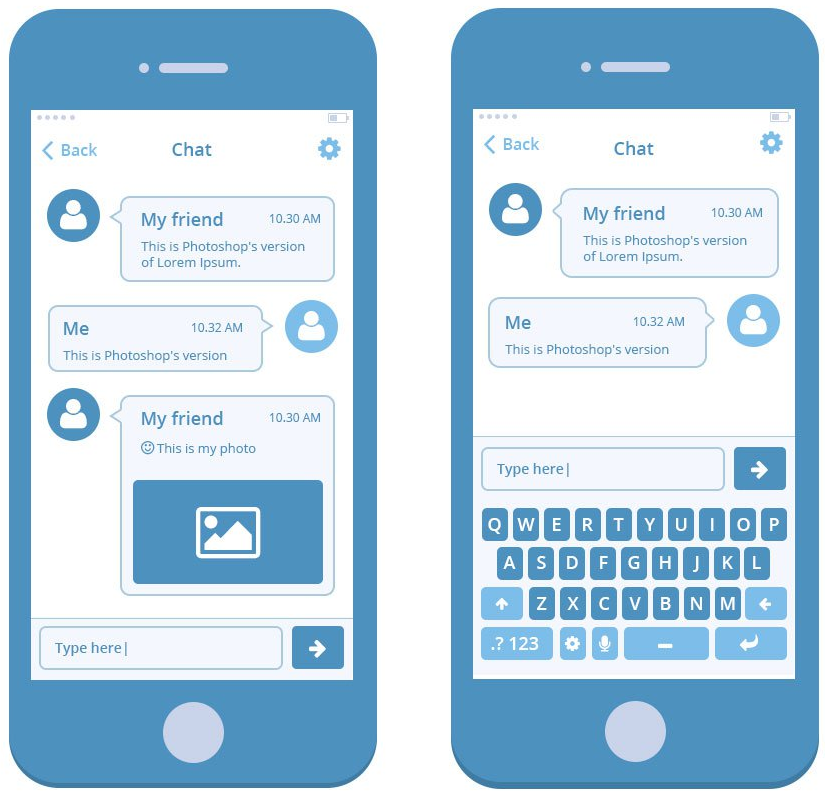 Back
Chat
My friend 10.30 AM
This is Photoshop's version
of Lorem Ipsum.
Me 10.32 AM
This is Photoshop's version
My friend 10.30 AM
This is my photo
Type here|
Back
Chat
My friend 10.30 AM
This is Photoshop's version
of Lorem Ipsum.
Me 10.32 AM
This is Photoshop's version
Type here|
Q W E R T Y U I O P
A S D F G H J K L
Z X C V B N M
.? 123